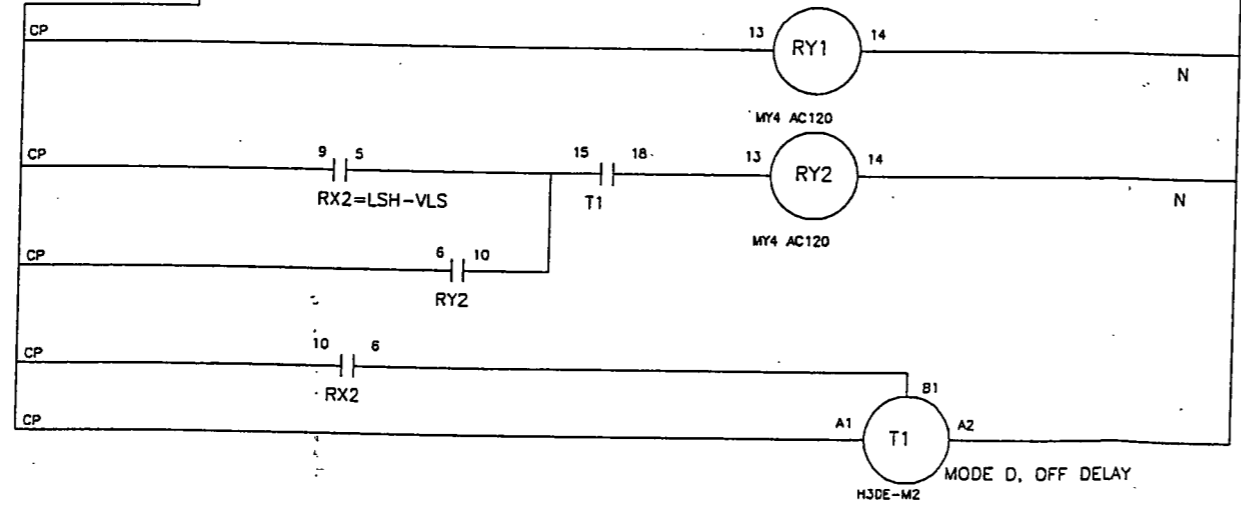 CP
13 RY1 14
N
MY4 AC120
CP
9 5 15 18 13 RY2 14
RX2=LSH-VLS T1
N
MY4 AC120
CP
6 10
RY2
CP
10 6
RX2
B1
CP
A1 T1 A2
MODE D, OFF DELAY
H3DE-M2